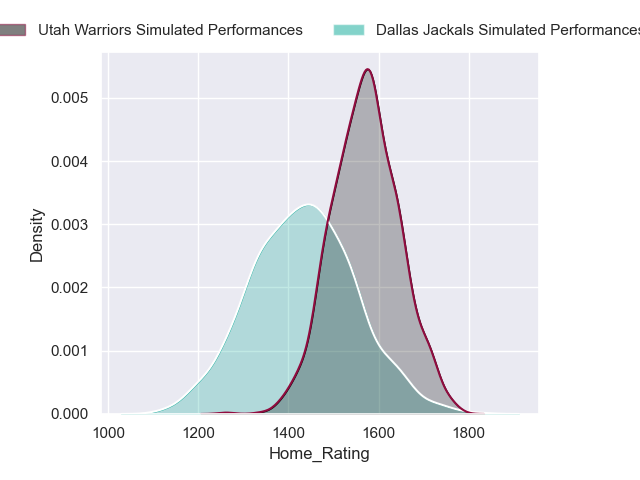 Utah Warriors Simulated Performances
Dallas Jackals Simulated Performances
0.005
0.004
0.003
0.002
0.001
0.000
Density
1000 1200 1400 1600 1800
Home_Rating